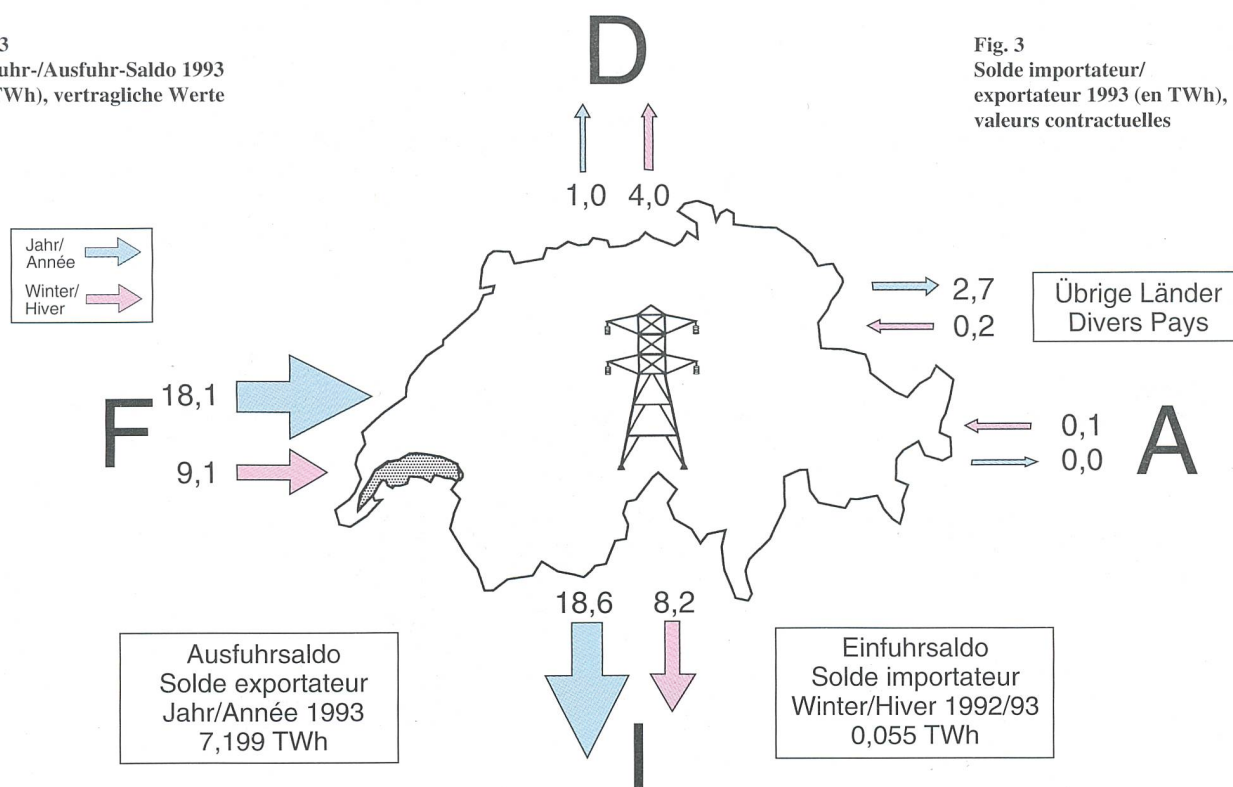 3
uhr-/Ausfuhr-Saldo 1993
TWh), vertragliche Werte
Fig. 3
Solde importateur/
exportateur 1993 (en TWh),
valeurs contractuelles
D
1,0 4,0
Jahr/
Année
Winter/
Hiver
2,7
0,2
Übrige Länder
Divers Pays
F
18,1
9,1
0,1
0,0
A
18,6 8,2
I
Ausfuhrsaldo
Solde exportateur
Jahr/Année 1993
7,199 TWh
Einfuhrsaldo
Solde importateur
Winter/Hiver 1992/93
0,055 TWh